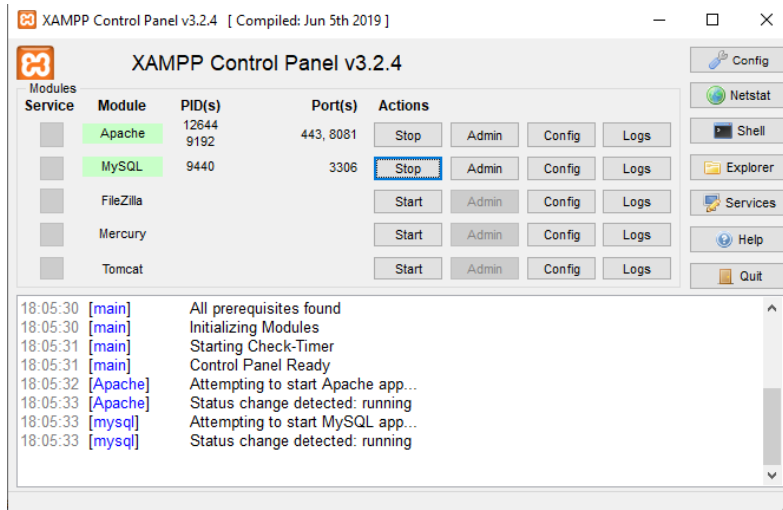 XAMPP Control Panel v3.2.4 [ Compiled: Jun 5th 2019 ]
XAMPP Control Panel v3.2.4
Config
Modules
Service Module PID(s) Port(s) Actions
Netstat
Apache 12644 9192 443, 8081 Stop Admin Config Logs
Shell
MySQL 9440 3306 Stop Admin Config Logs
Explorer
FileZilla Start Admin Config Logs
Services
Mercury Start Admin Config Logs
Help
Tomcat Start Admin Config Logs
Quit
18:05:30 [main] All prerequisites found
18:05:30 [main] Initializing Modules
18:05:31 [main] Starting Check-Timer
18:05:31 [main] Control Panel Ready
18:05:32 [Apache] Attempting to start Apache app...
18:05:33 [Apache] Status change detected: running
18:05:33 [mysql] Attempting to start MySQL app...
18:05:33 [mysql] Status change detected: running